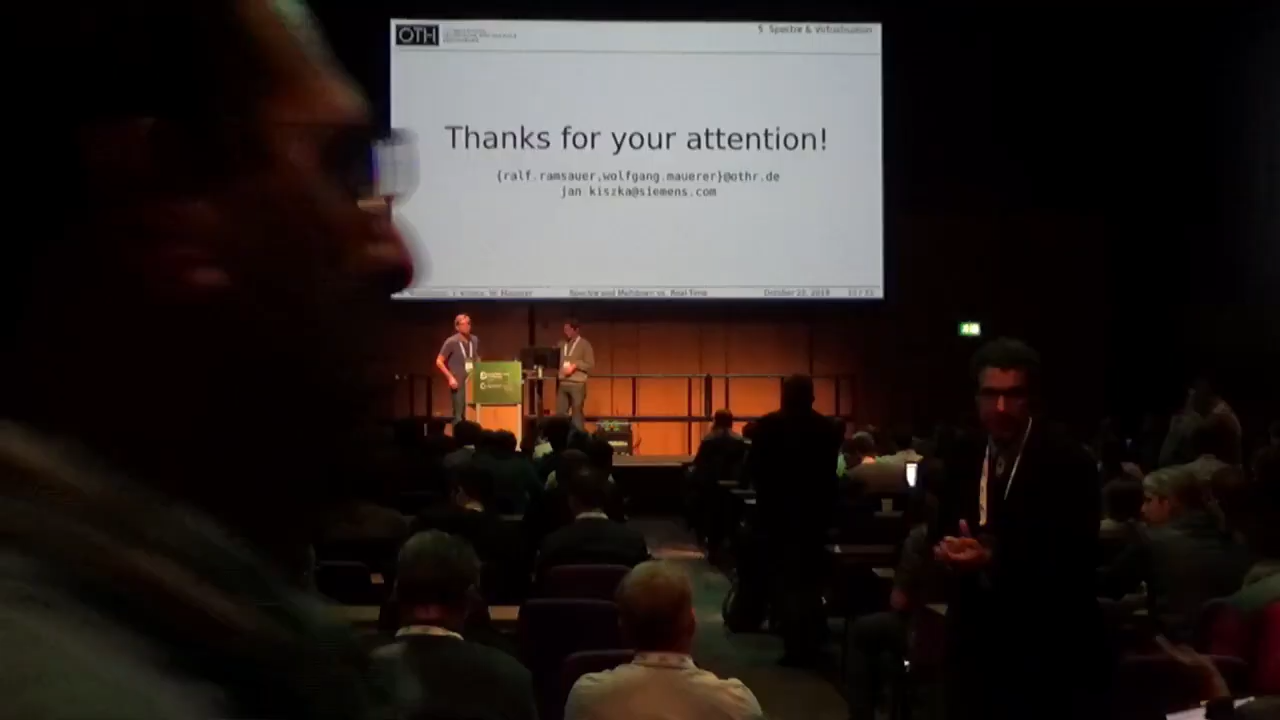 OTH
5 Spectre & Virtualisation
Thanks for your attention!
{ralf.ramsauer,wolfgang.mauerer}@othr.de
jan kiszka@siemens.com
W. Mauerer
Spectre and Meltdown vs. Real-Time
October 2018